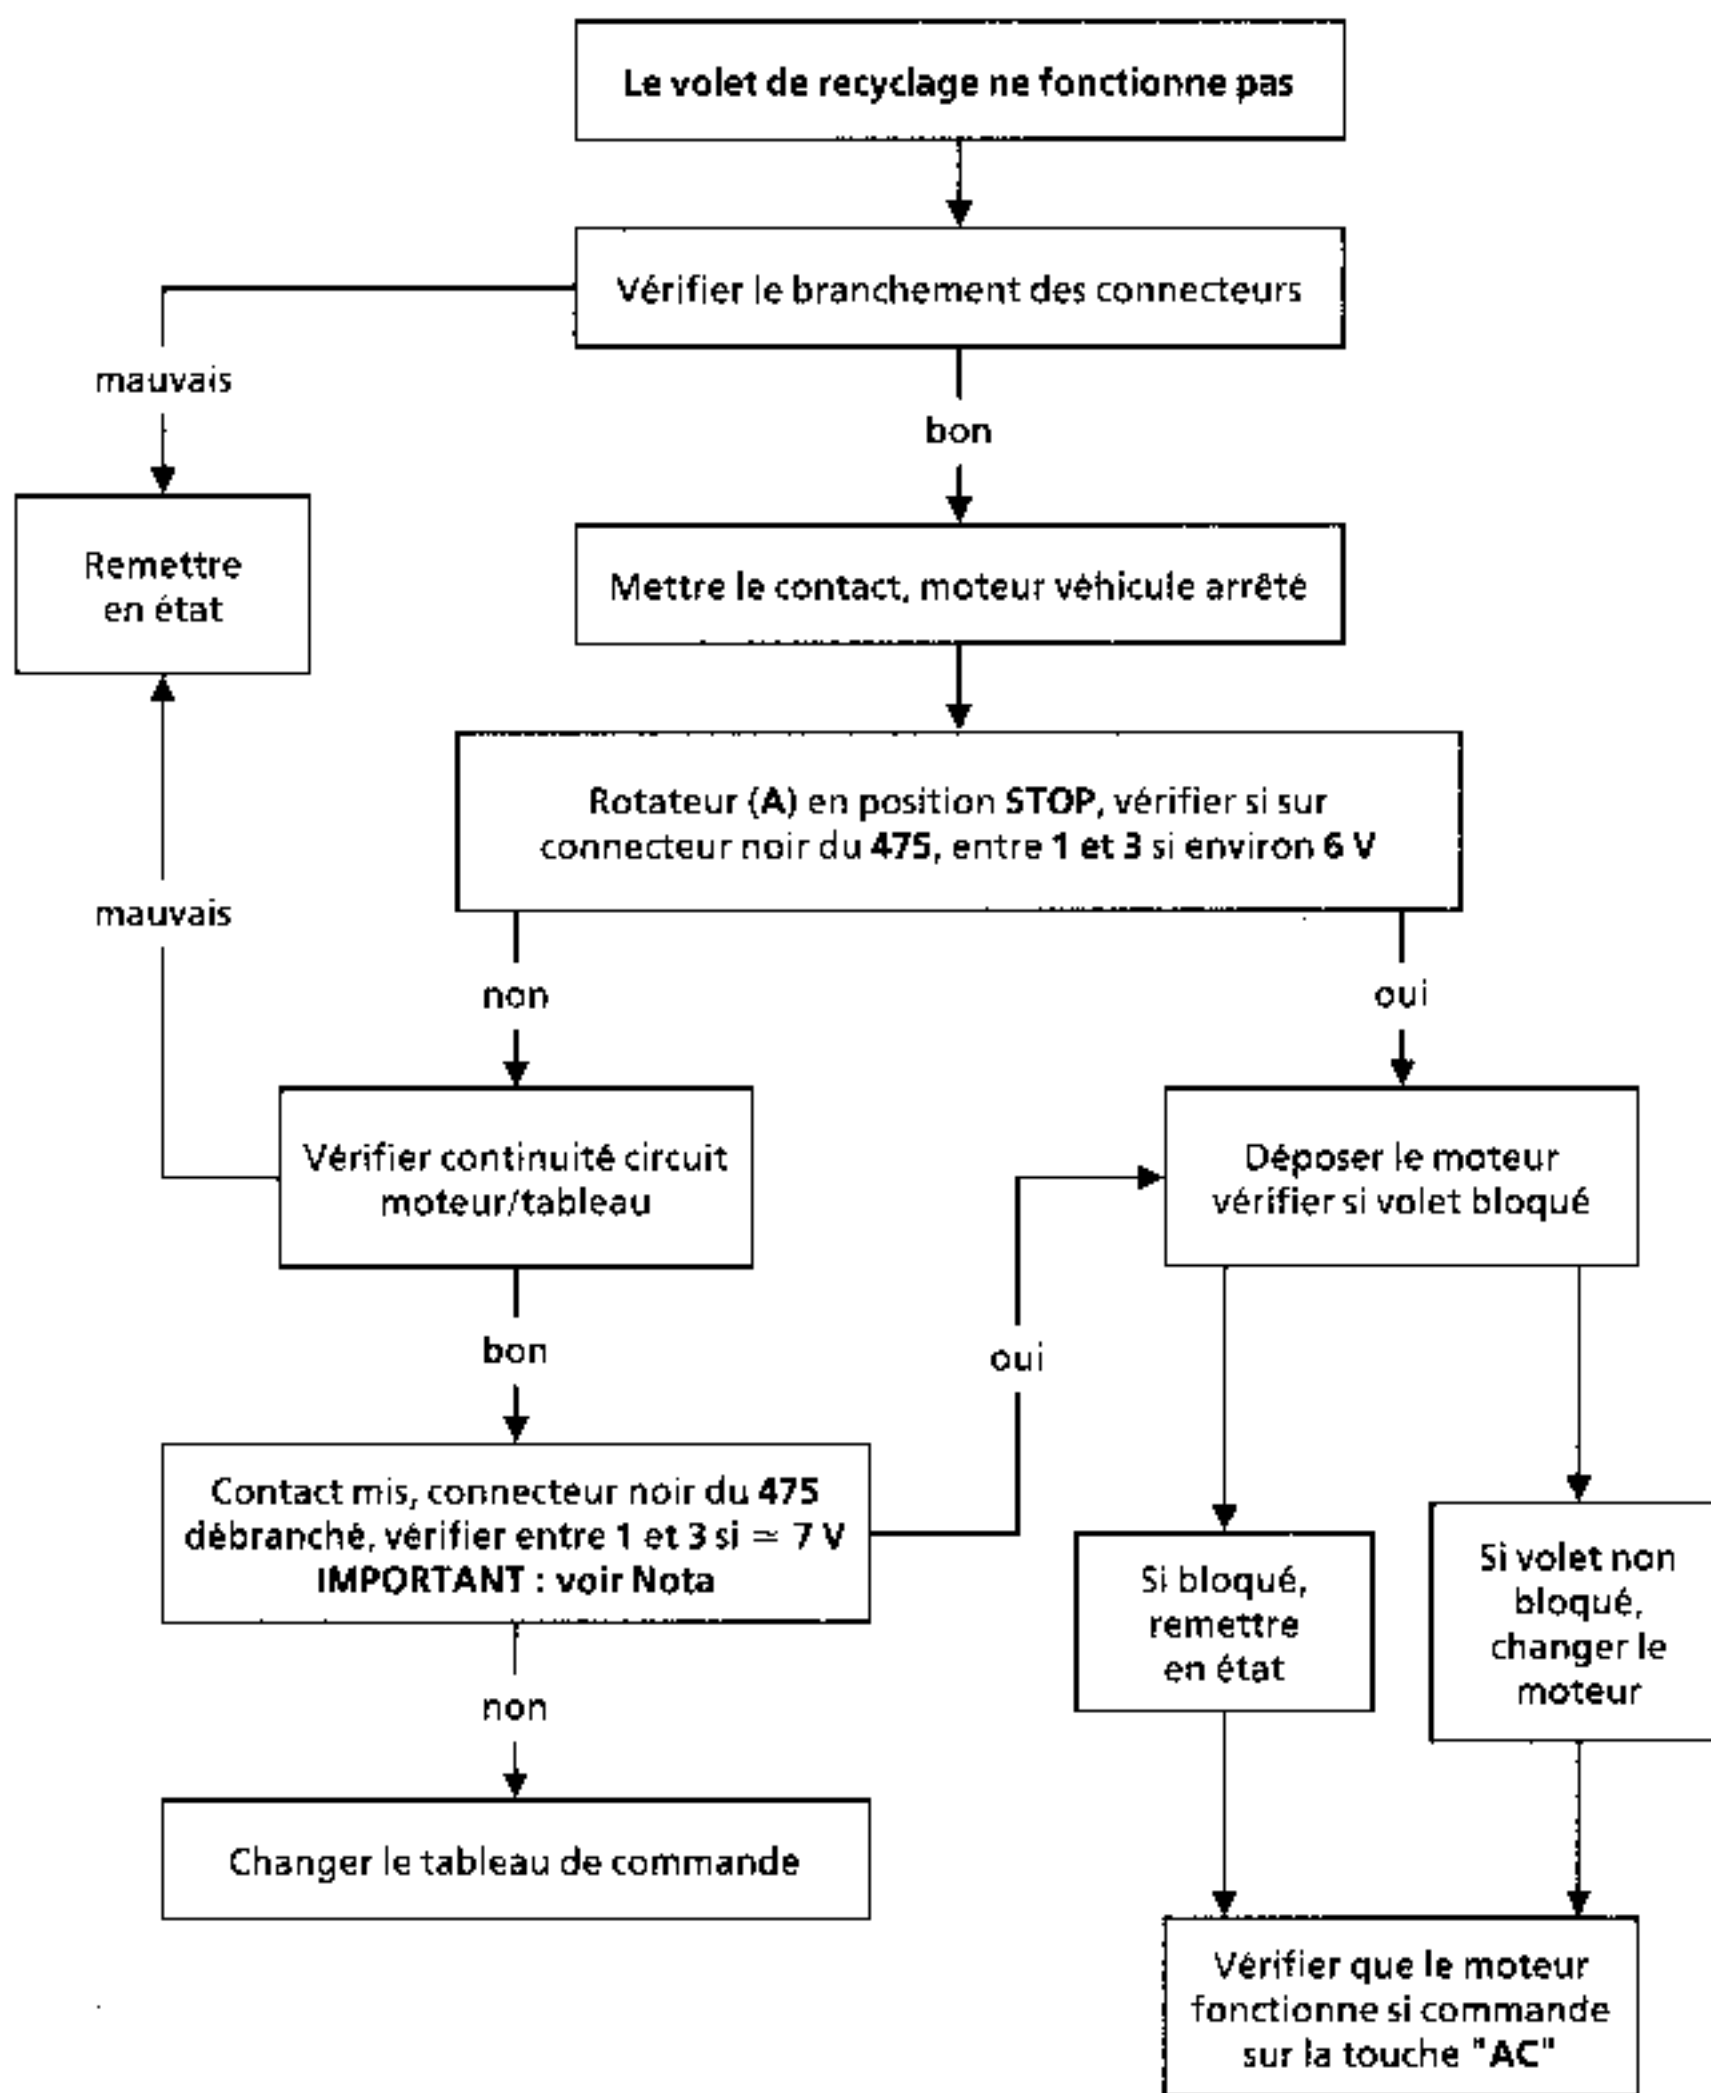 Le volet de recyclage ne fonctionne pas
Vérifier le branchement des connecteurs
mauvais
bon
Remettre
en état
Mettre le contact, moteur véhicule arrêté
Rotateur (A) en position STOP, vérifier si sur
connecteur noir du 475, entre 1 et 3 si environ 6 V
mauvais
non
oui
Vérifier continuité circuit
moteur/tableau
Déposer le moteur
vérifier si volet bloqué
bon
oui
Contact mis, connecteur noir du 475
débranché, vérifier entre 1 et 3 si ≃ 7 V
IMPORTANT : voir Nota
Si bloqué,
remettre
en état
Si volet non
bloqué,
changer le
moteur
non
Changer le tableau de commande
Vérifier que le moteur
fonctionne si commande
sur la touche "AC"